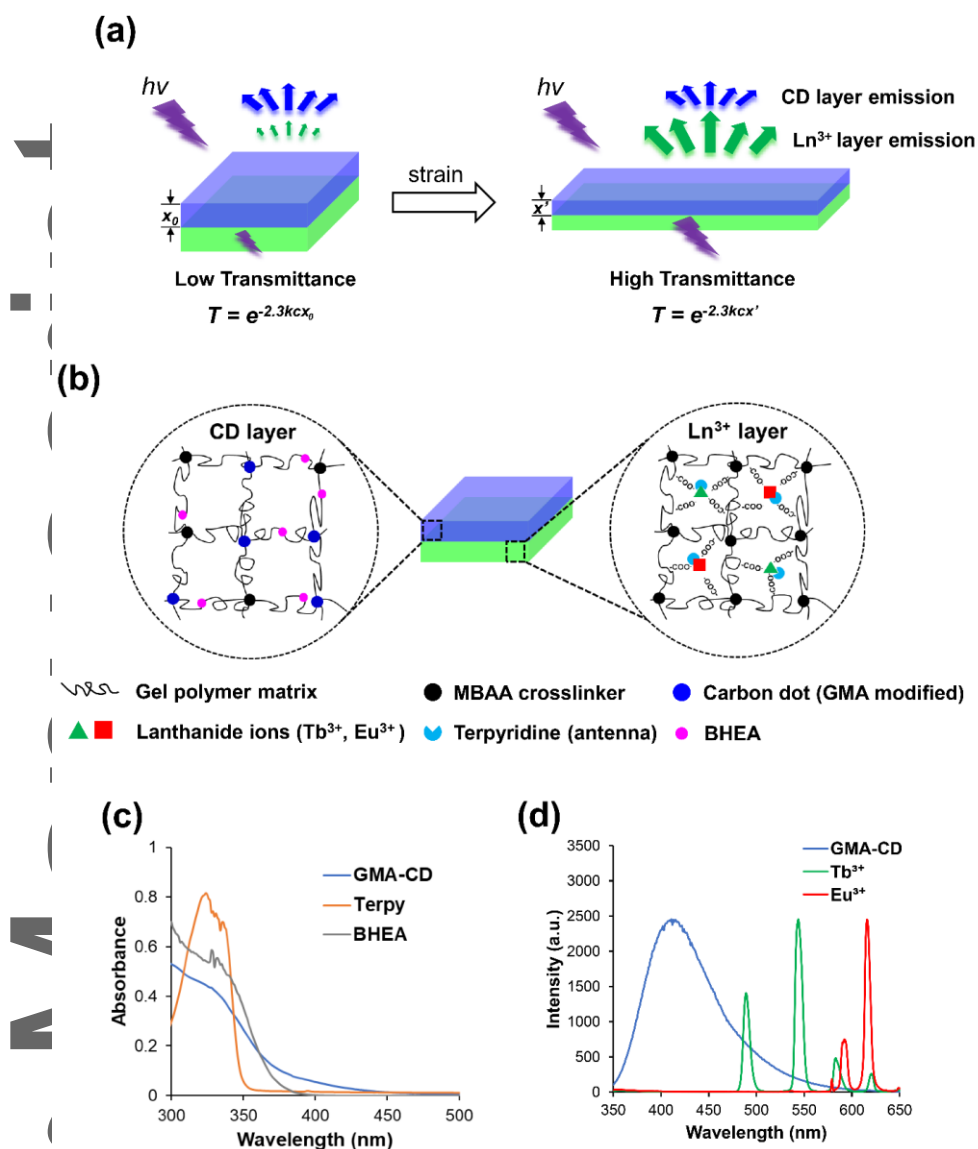 (a)
hν
hν
CD layer emission
Ln³⁺ layer emission
strain
x₀
x'
Low Transmittance
High Transmittance
T = e^-2.3kcx₀
T = e^-2.3kcx'
(b)
CD layer
Ln³⁺ layer
Gel polymer matrix
MBAA crosslinker
Carbon dot (GMA modified)
Lanthanide ions (Tb³⁺, Eu³⁺)
Terpyridine (antenna)
BHEA
(c)
GMA-CD
Terpy
BHEA
Absorbance
1
0.8
0.6
0.4
0.2
0
300 350 400 450 500
Wavelength (nm)
(d)
GMA-CD
Tb³⁺
Eu³⁺
Intensity (a.u.)
3500
3000
2500
2000
1500
1000
500
0
350 400 450 500 550 600 650
Wavelength (nm)